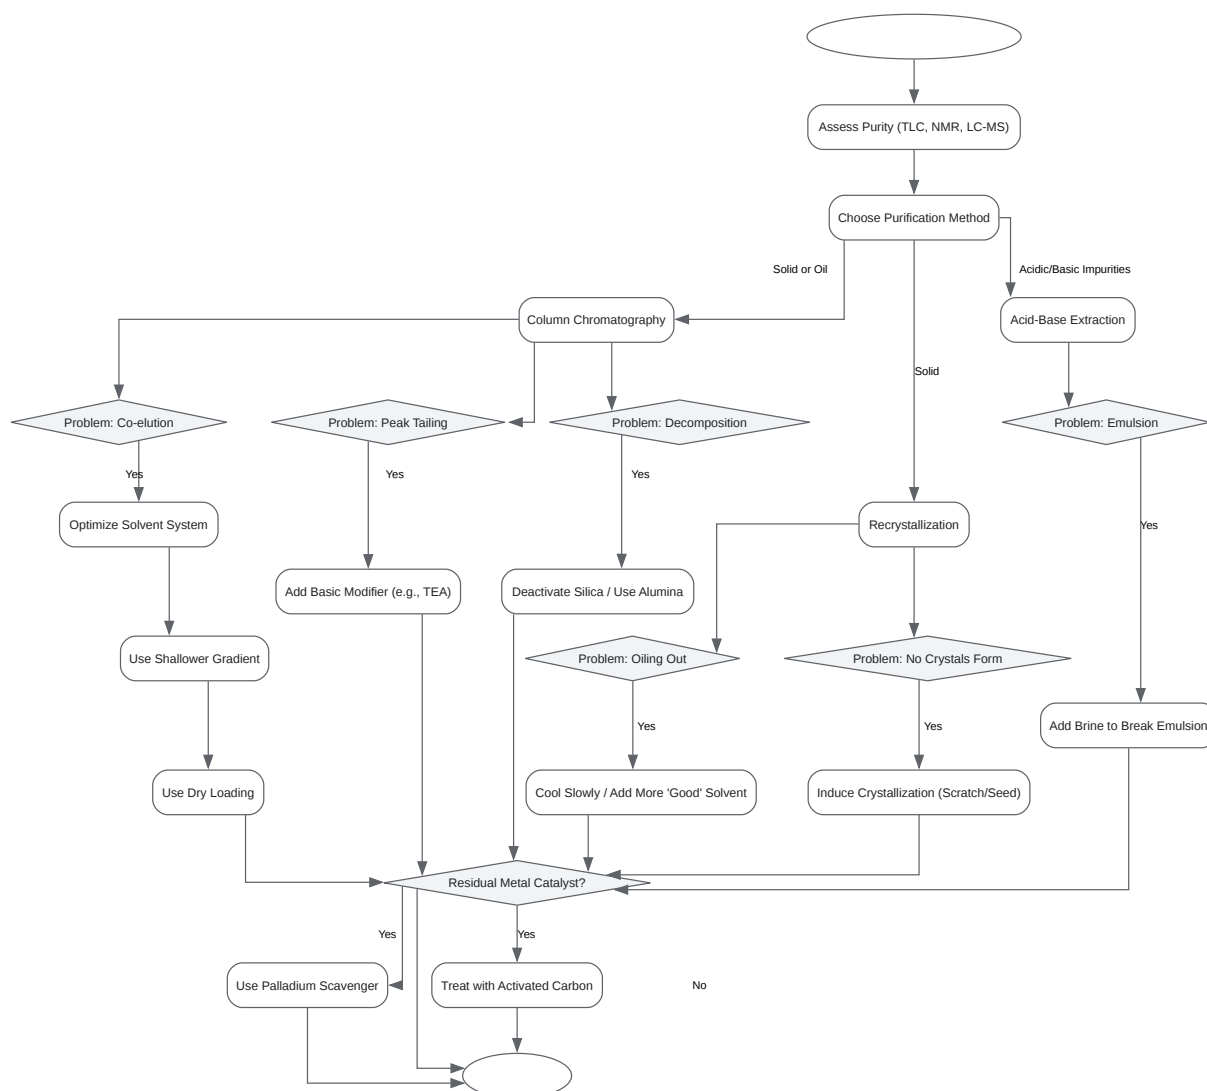 Assess Purity (TLC, NMR, LC-MS)
Choose Purification Method
Solid or Oil
Acidic/Basic Impurities
Column Chromatography
Acid-Base Extraction
Solid
Problem: Co-elution
Problem: Peak Tailing
Problem: Decomposition
Problem: Emulsion
Yes
Yes
Yes
Optimize Solvent System
Recrystallization
Yes
Add Basic Modifier (e.g., TEA)
Deactivate Silica / Use Alumina
Use Shallower Gradient
Problem: Oiling Out
Problem: No Crystals Form
Yes
Yes
Add Brine to Break Emulsion
Use Dry Loading
Cool Slowly / Add More 'Good' Solvent
Induce Crystallization (Scratch/Seed)
Residual Metal Catalyst?
Yes
Yes
Use Palladium Scavenger
Treat with Activated Carbon
No